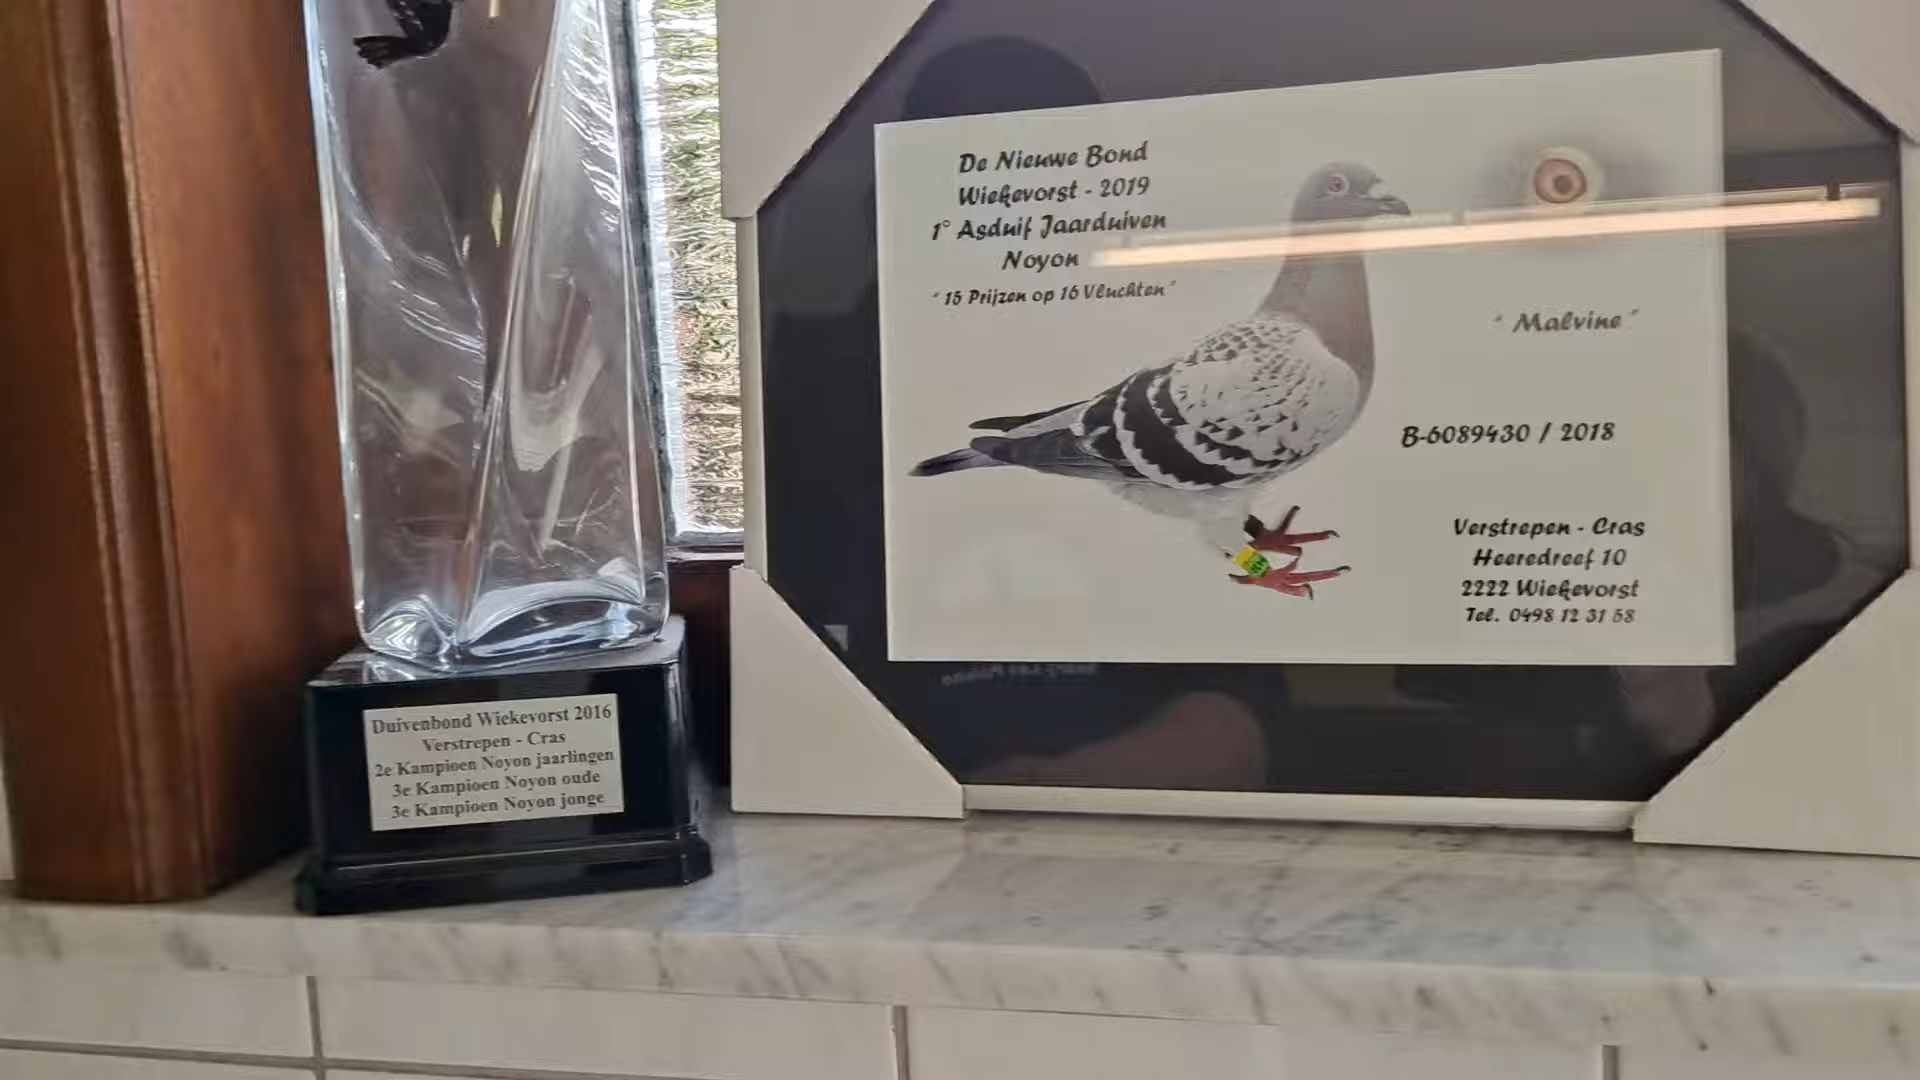 Duivenbond Wiekevorst 2016
Verstrepen - Cras
2e Kampioen Noyon jaarlingen
3e Kampioen Noyon oude
3e Kampioen Noyon jonge
De Nieuwe Bond
Wiekevorst - 2019
1° Asduif Jaarduiven
Noyon
" 15 Prijzen op 16 Vluchten "
" Malvine "
B-6089430 / 2018
Verstrepen - Cras
Heeredreef 10
2222 Wiekevorst
Tel. 0498 12 31 58